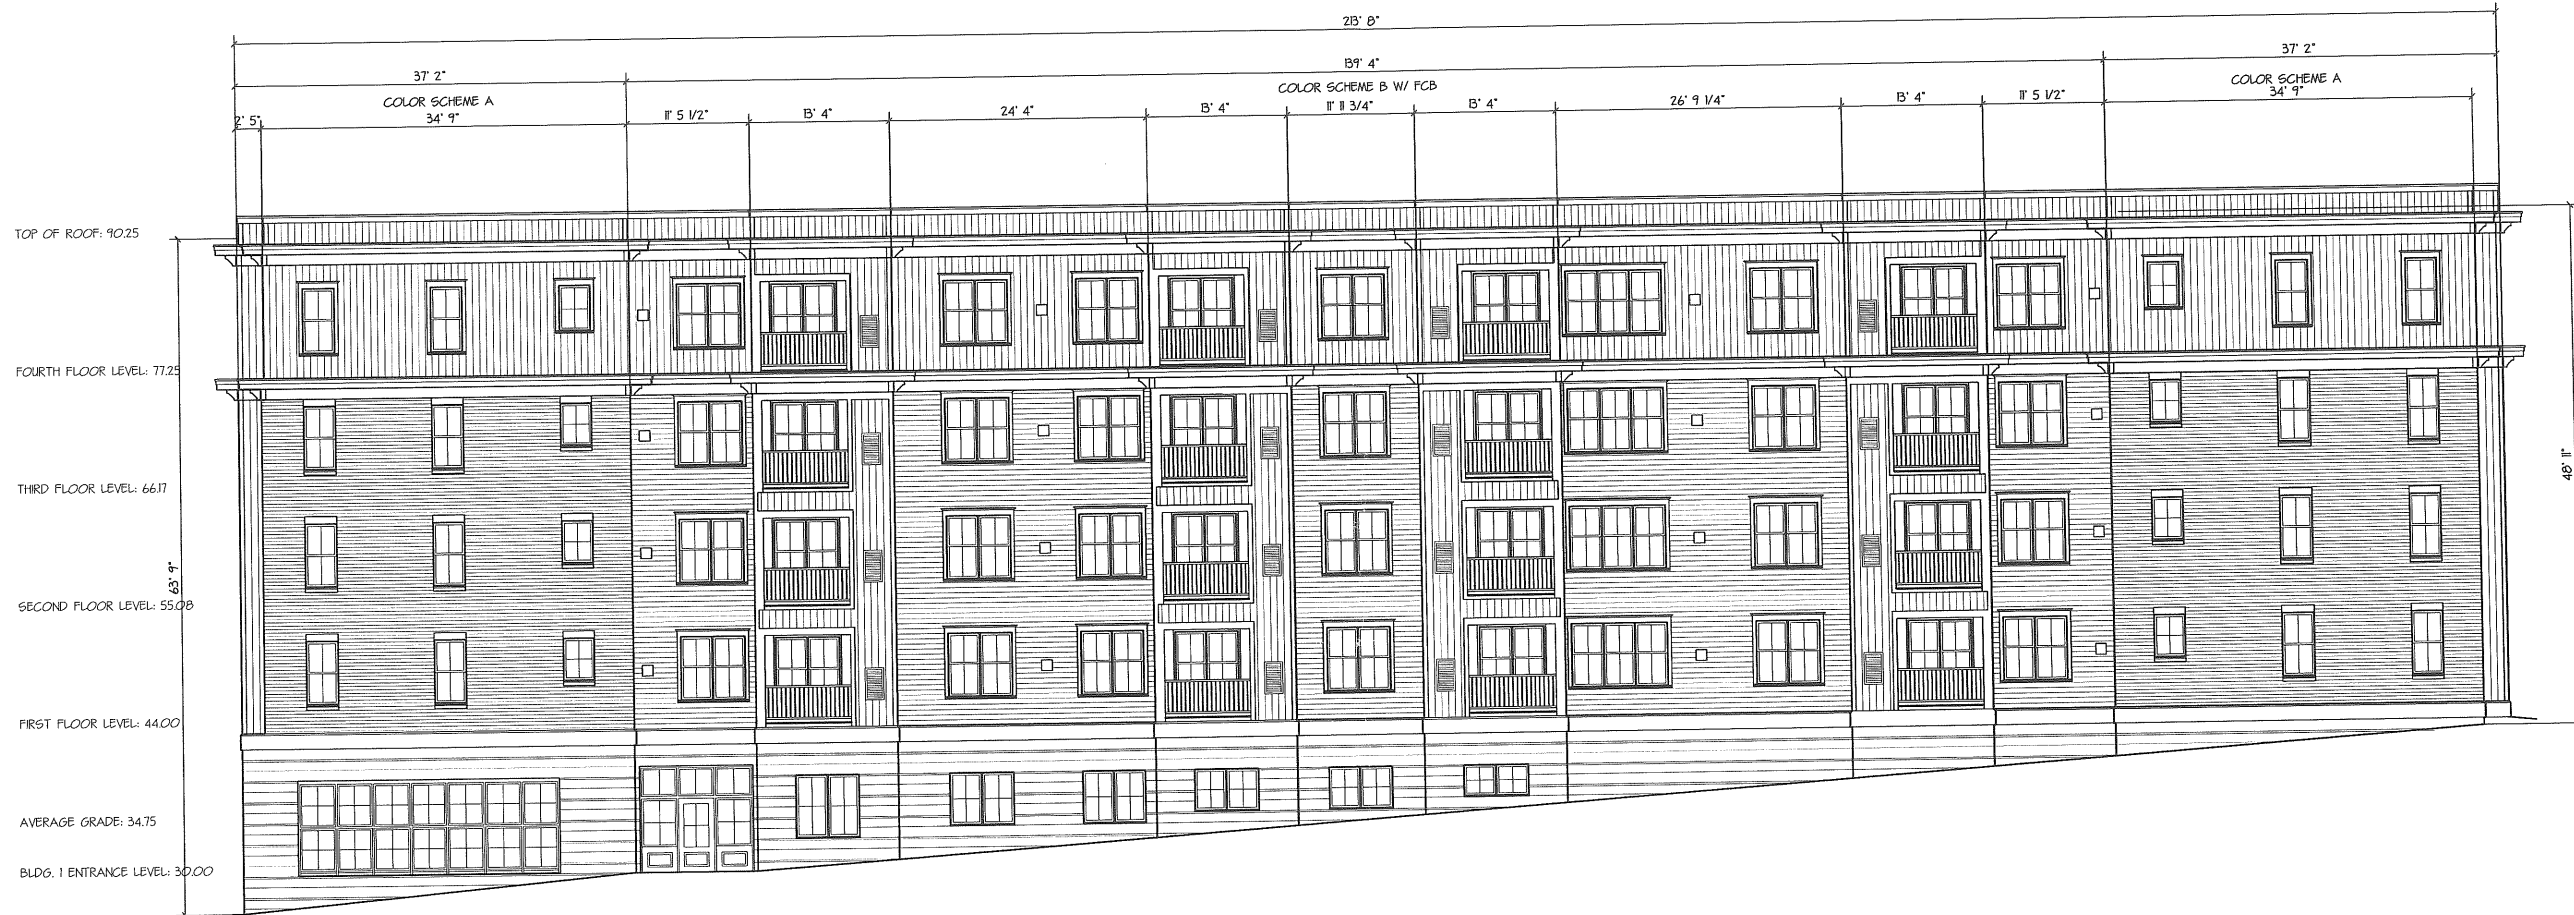 213' 8"
37' 2"
139' 4"
37' 2"
COLOR SCHEME A
COLOR SCHEME B W/ FCB
COLOR SCHEME A
2' 5"
34' 9"
11' 5 1/2"
13' 4"
24' 4"
13' 4"
11' 11 3/4"
13' 4"
26' 9 1/4"
13' 4"
11' 5 1/2"
34' 9"
TOP OF ROOF: 90.25
FOURTH FLOOR LEVEL: 77.25
THIRD FLOOR LEVEL: 66.17
SECOND FLOOR LEVEL: 55.08
FIRST FLOOR LEVEL: 44.00
AVERAGE GRADE: 34.75
BLDG. 1 ENTRANCE LEVEL: 30.00
63' 9"
48' 11"